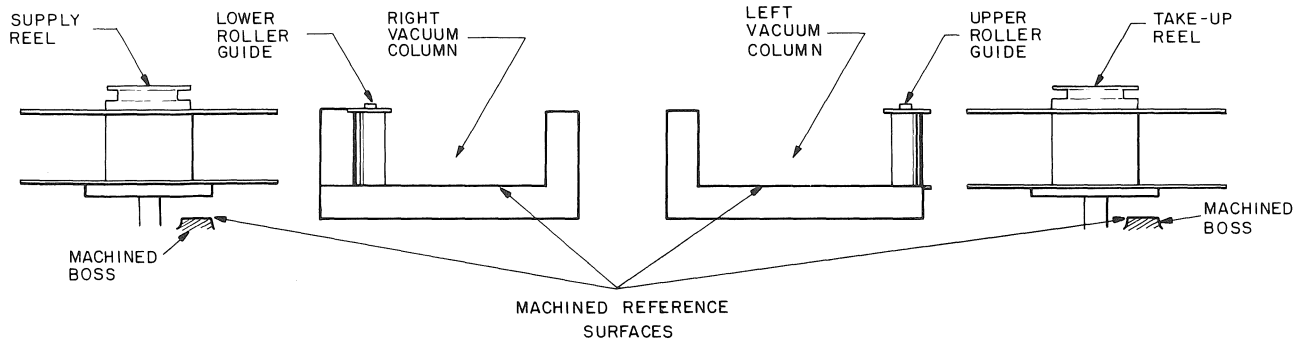 SUPPLY
REEL
LOWER
ROLLER
GUIDE
RIGHT
VACUUM
COLUMN
LEFT
VACUUM
COLUMN
UPPER
ROLLER
GUIDE
TAKE-UP
REEL
MACHINED
BOSS
MACHINED
BOSS
MACHINED REFERENCE
SURFACES